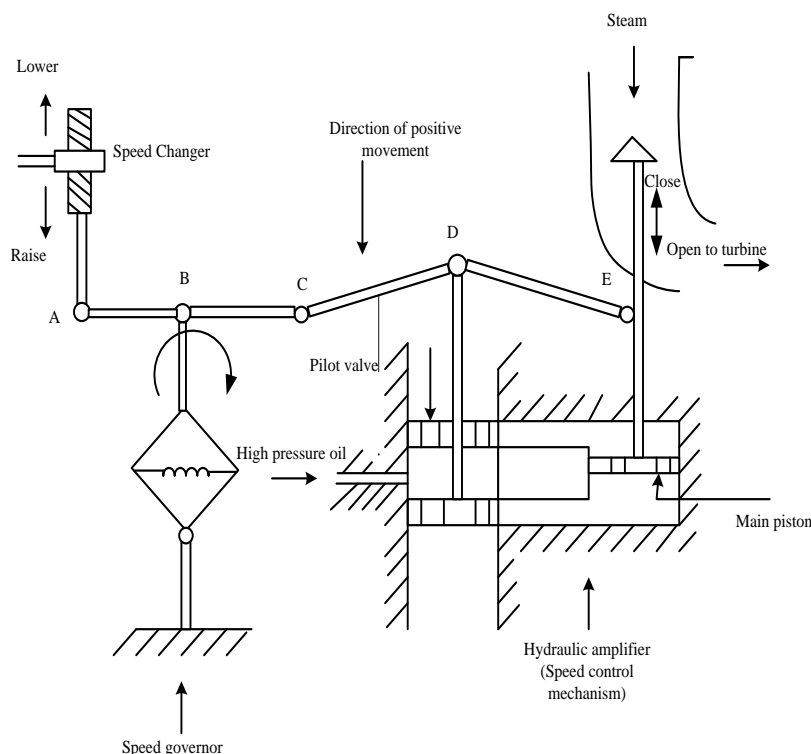 Steam
Lower
Speed Changer
Direction of positive
movement
Close
Raise
Open to turbine
D
B
C
E
A
Pilot valve
High pressure oil
Main piston
Hydraulic amplifier
(Speed control
mechanism)
Speed governor